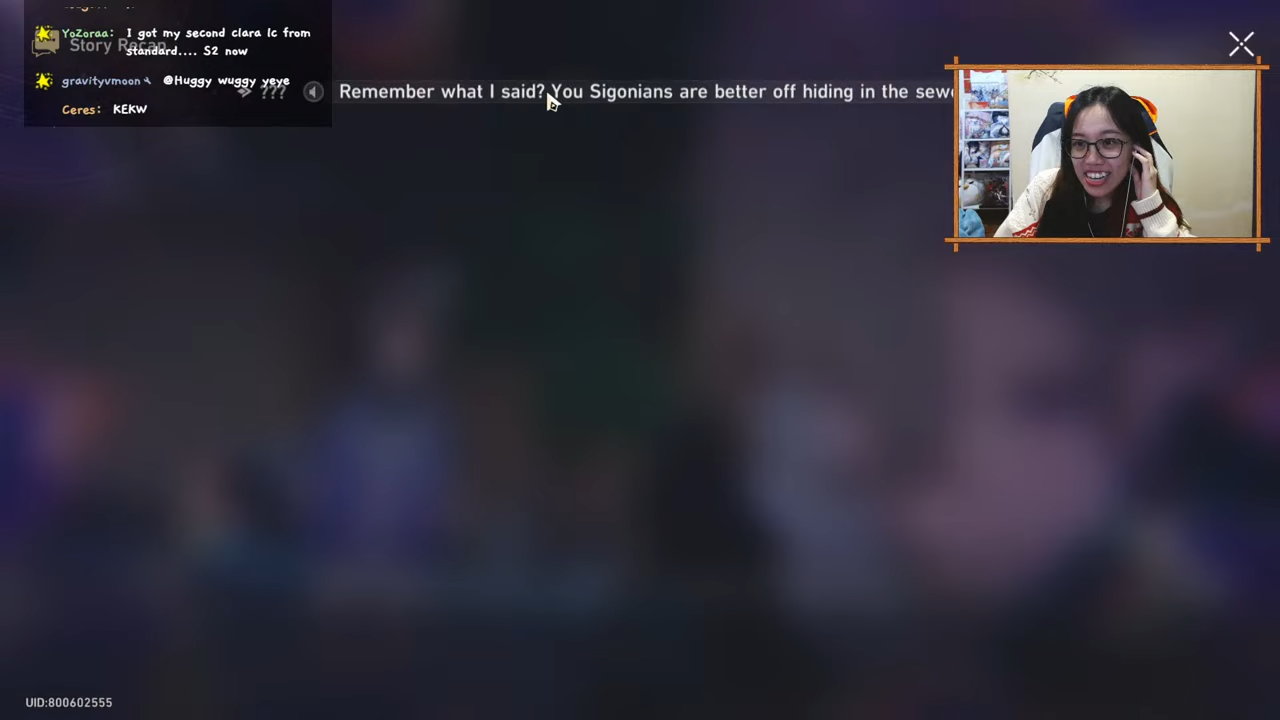 YoZoraa: I got my second clara lc from
standard.... S2 now
Story Recap
gravityvmoon @Huggy wuggy yeye
???
Remember what I said? You Sigonians are better off hiding in the
Ceres: KEKW
UID:800602555